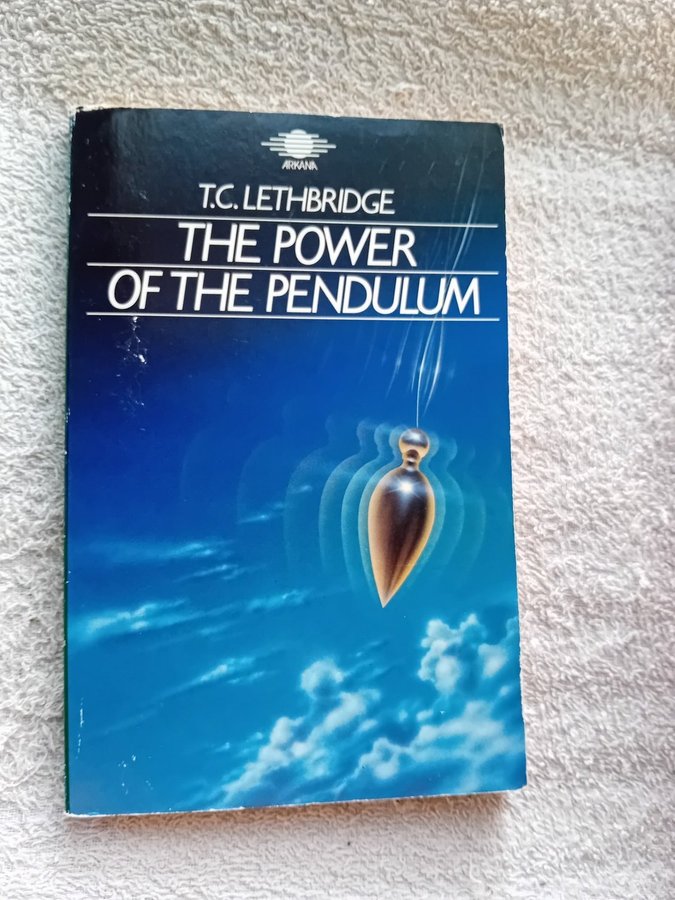 ARKANA
T.C. LETHBRIDGE
THE POWER
OF THE PENDULUM